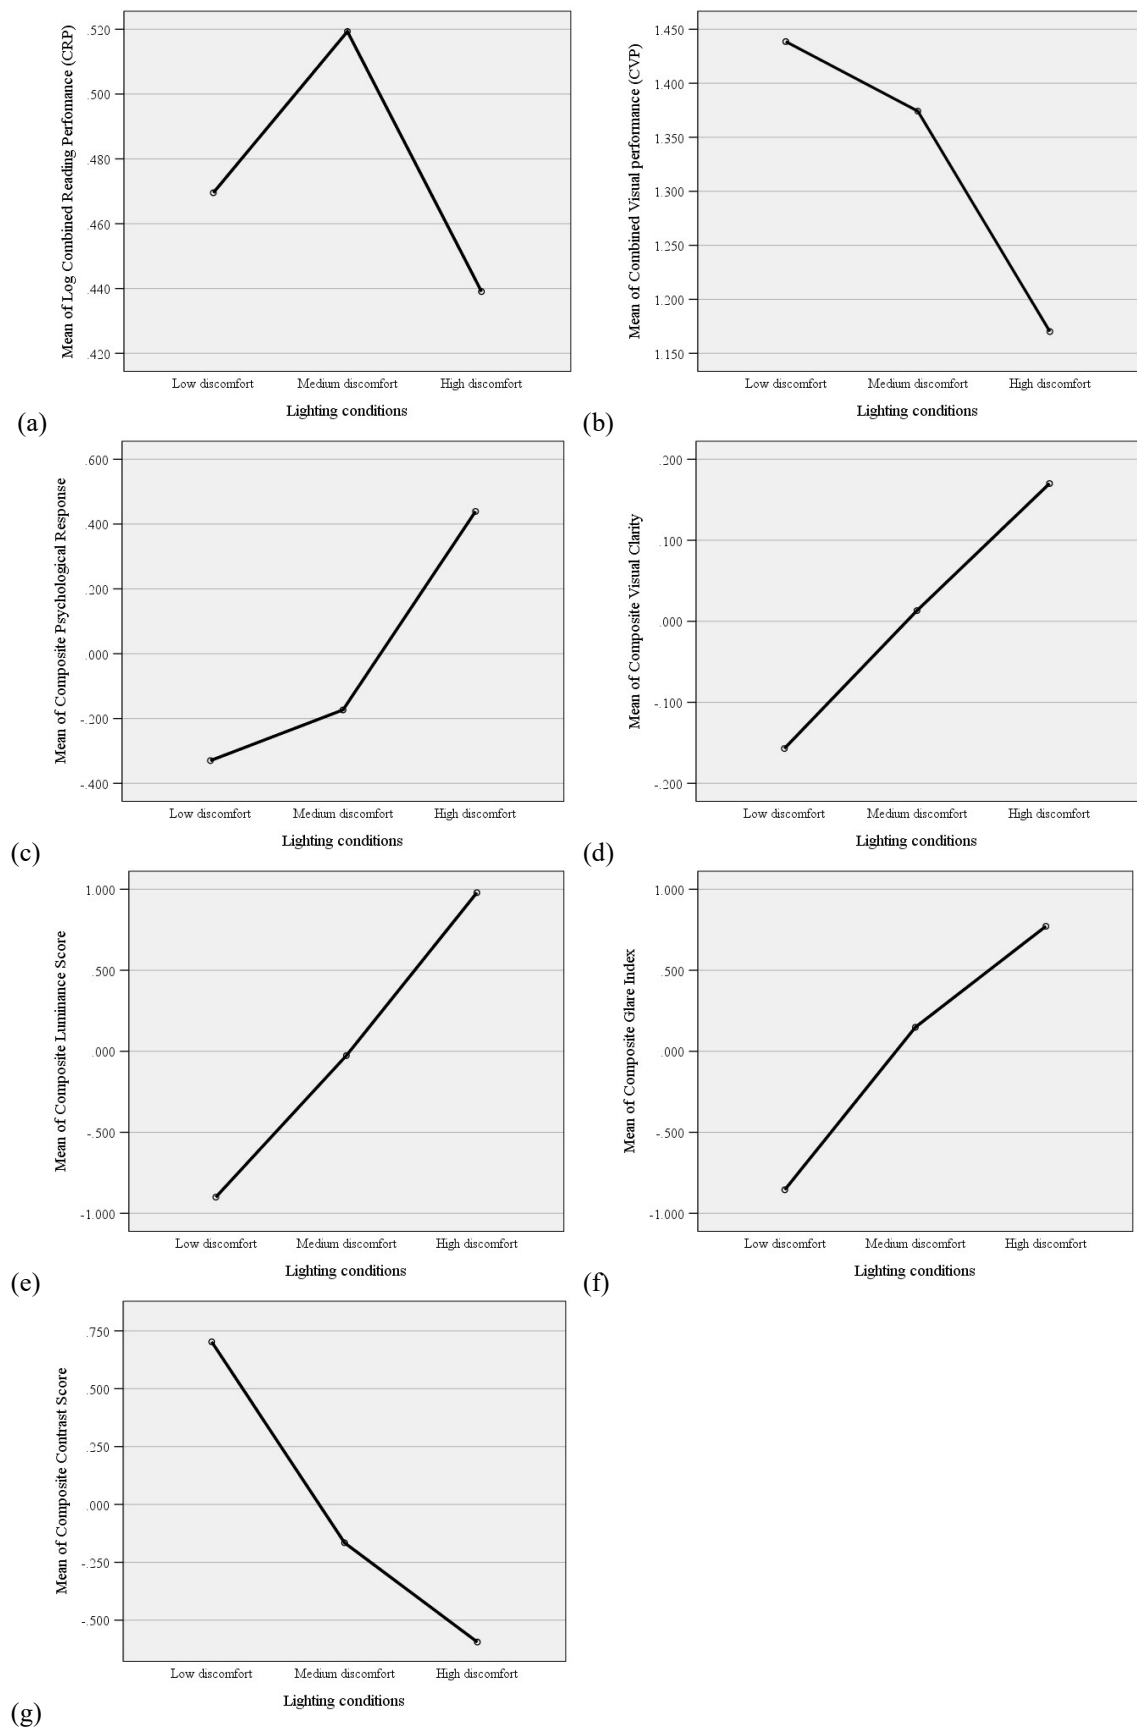 Mean of Log Combined Reading Perfomance (CRP)
.520
.500
.480
.460
.440
.420
Low discomfort Medium discomfort High discomfort
Lighting conditions
(a)
Mean of Combined Visual performance (CVP)
1.450
1.400
1.350
1.300
1.250
1.200
1.150
Low discomfort Medium discomfort High discomfort
Lighting conditions
(b)
Mean of Composite Psychological Response
.600
.400
.200
.000
-.200
-.400
Low discomfort Medium discomfort High discomfort
Lighting conditions
(c)
Mean of Composite Visual Clarity
.200
.100
.000
-.100
-.200
Low discomfort Medium discomfort High discomfort
Lighting conditions
(d)
Mean of Composite Luminance Score
1.000
.500
.000
-.500
-1.000
Low discomfort Medium discomfort High discomfort
Lighting conditions
(e)
Mean of Composite Glare Index
1.000
.500
.000
-.500
-1.000
Low discomfort Medium discomfort High discomfort
Lighting conditions
(f)
Mean of Composite Contrast Score
.750
.500
.250
.000
-.250
-.500
Low discomfort Medium discomfort High discomfort
Lighting conditions
(g)